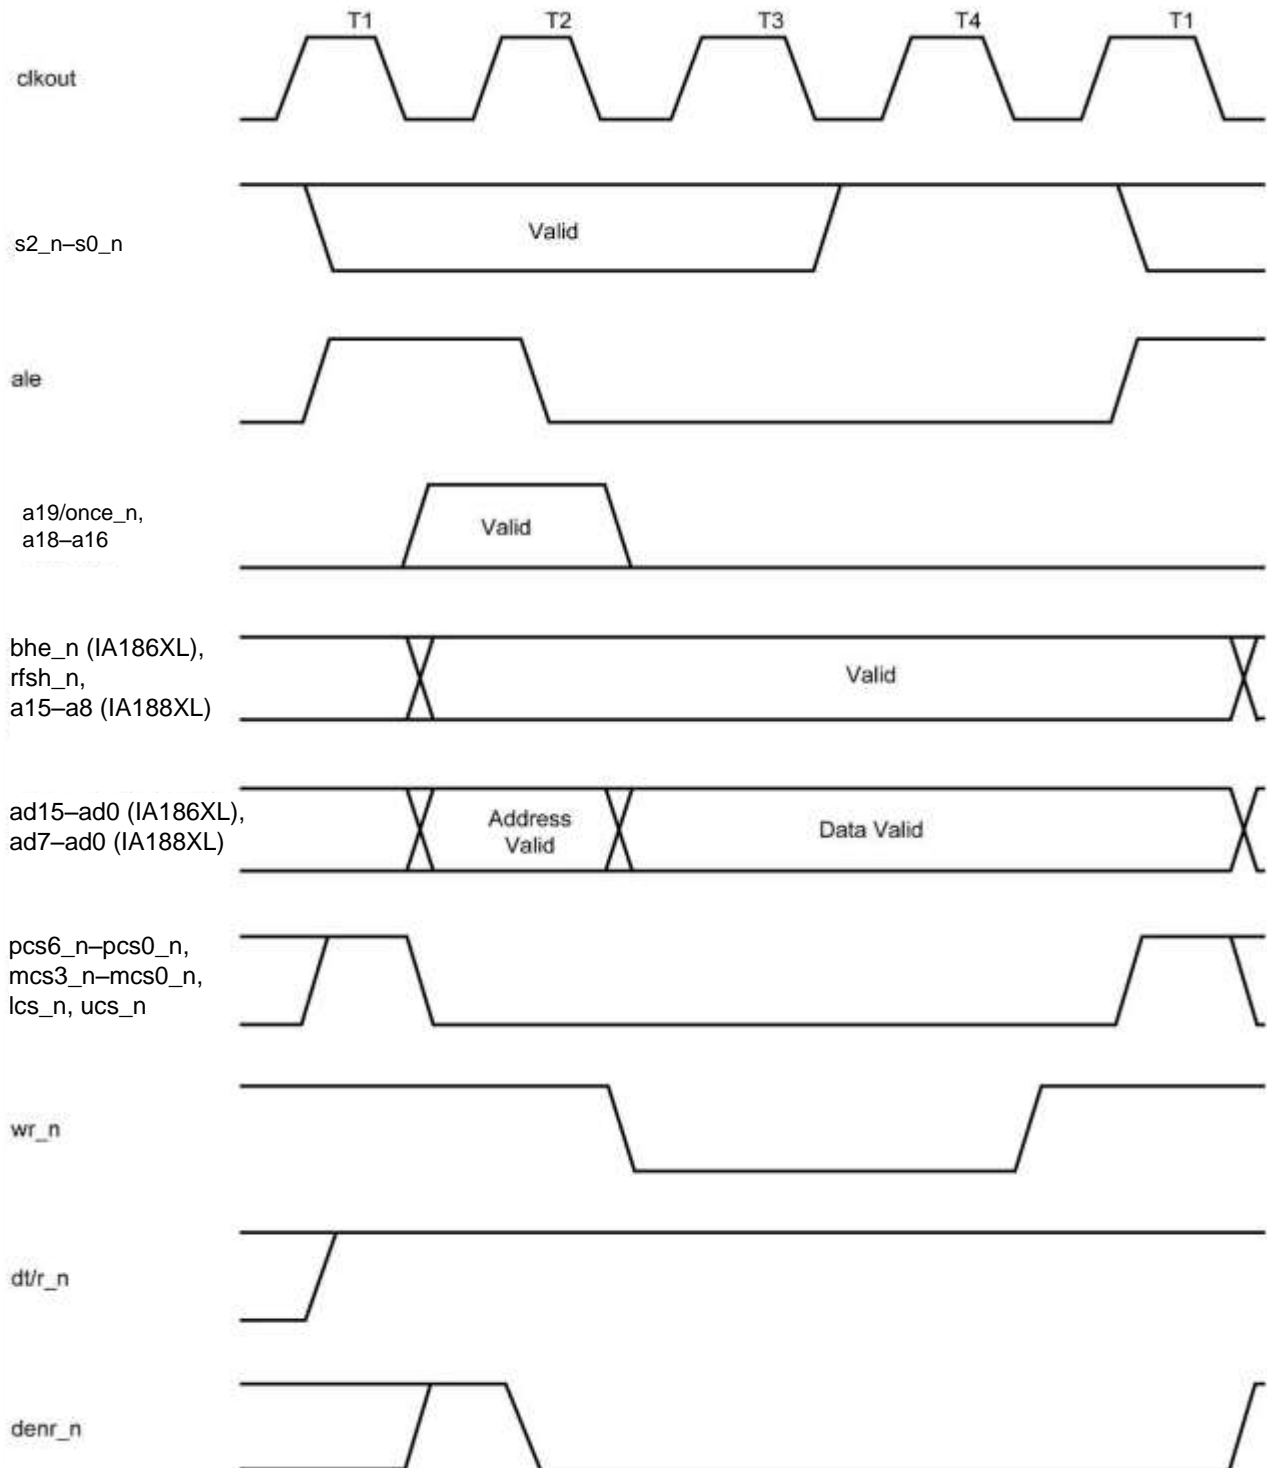 T1 T2 T3 T4 T1
clkout
s2_n–s0_n
Valid
ale
a19/once_n,
a18–a16
Valid
bhe_n (IA186XL),
rfsh_n,
a15–a8 (IA188XL)
Valid
ad15–ad0 (IA186XL),
ad7–ad0 (IA188XL)
Address
Valid
Data Valid
pcs6_n–pcs0_n,
mcs3_n–mcs0_n,
lcs_n, ucs_n
wr_n
dt/r_n
denr_n